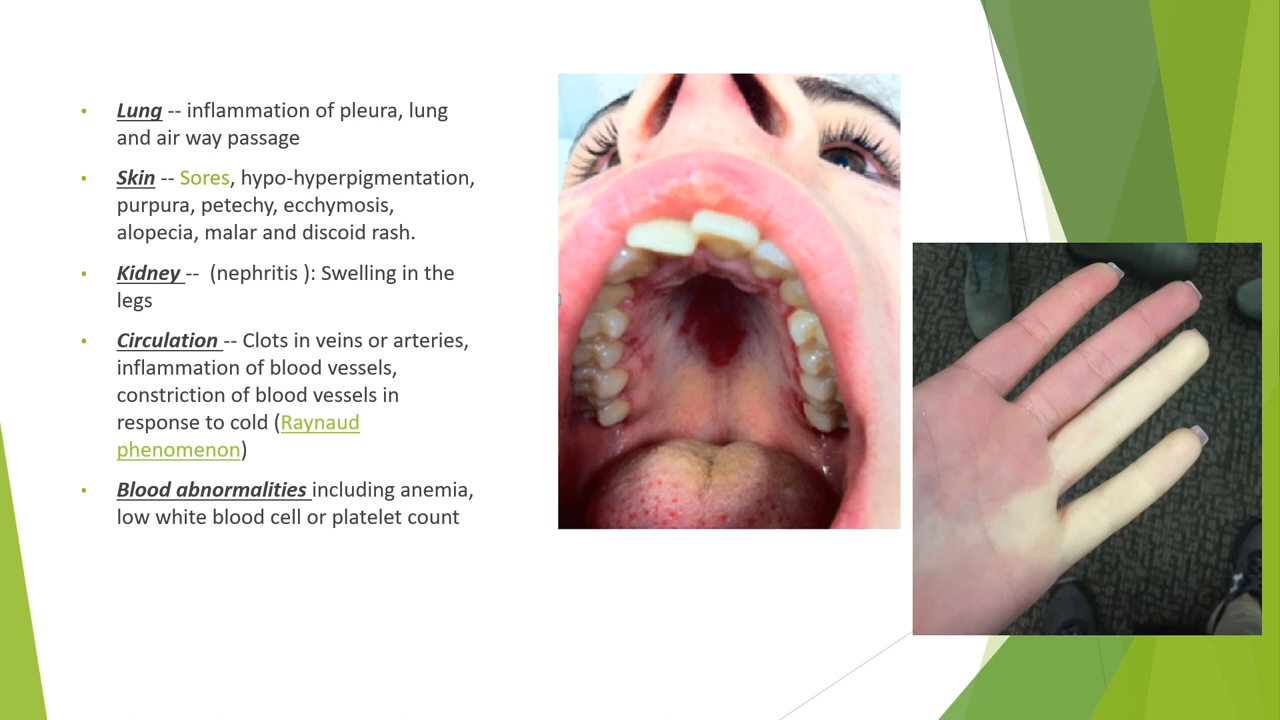 • Lung -- inflammation of pleura, lung
and air way passage
• Skin -- Sores, hypo-hyperpigmentation,
purpura, petechy, ecchymosis,
alopecia, malar and discoid rash.
• Kidney -- (nephritis ): Swelling in the
legs
• Circulation -- Clots in veins or arteries,
inflammation of blood vessels,
constriction of blood vessels in
response to cold (Raynaud
phenomenon)
• Blood abnormalities including anemia,
low white blood cell or platelet count